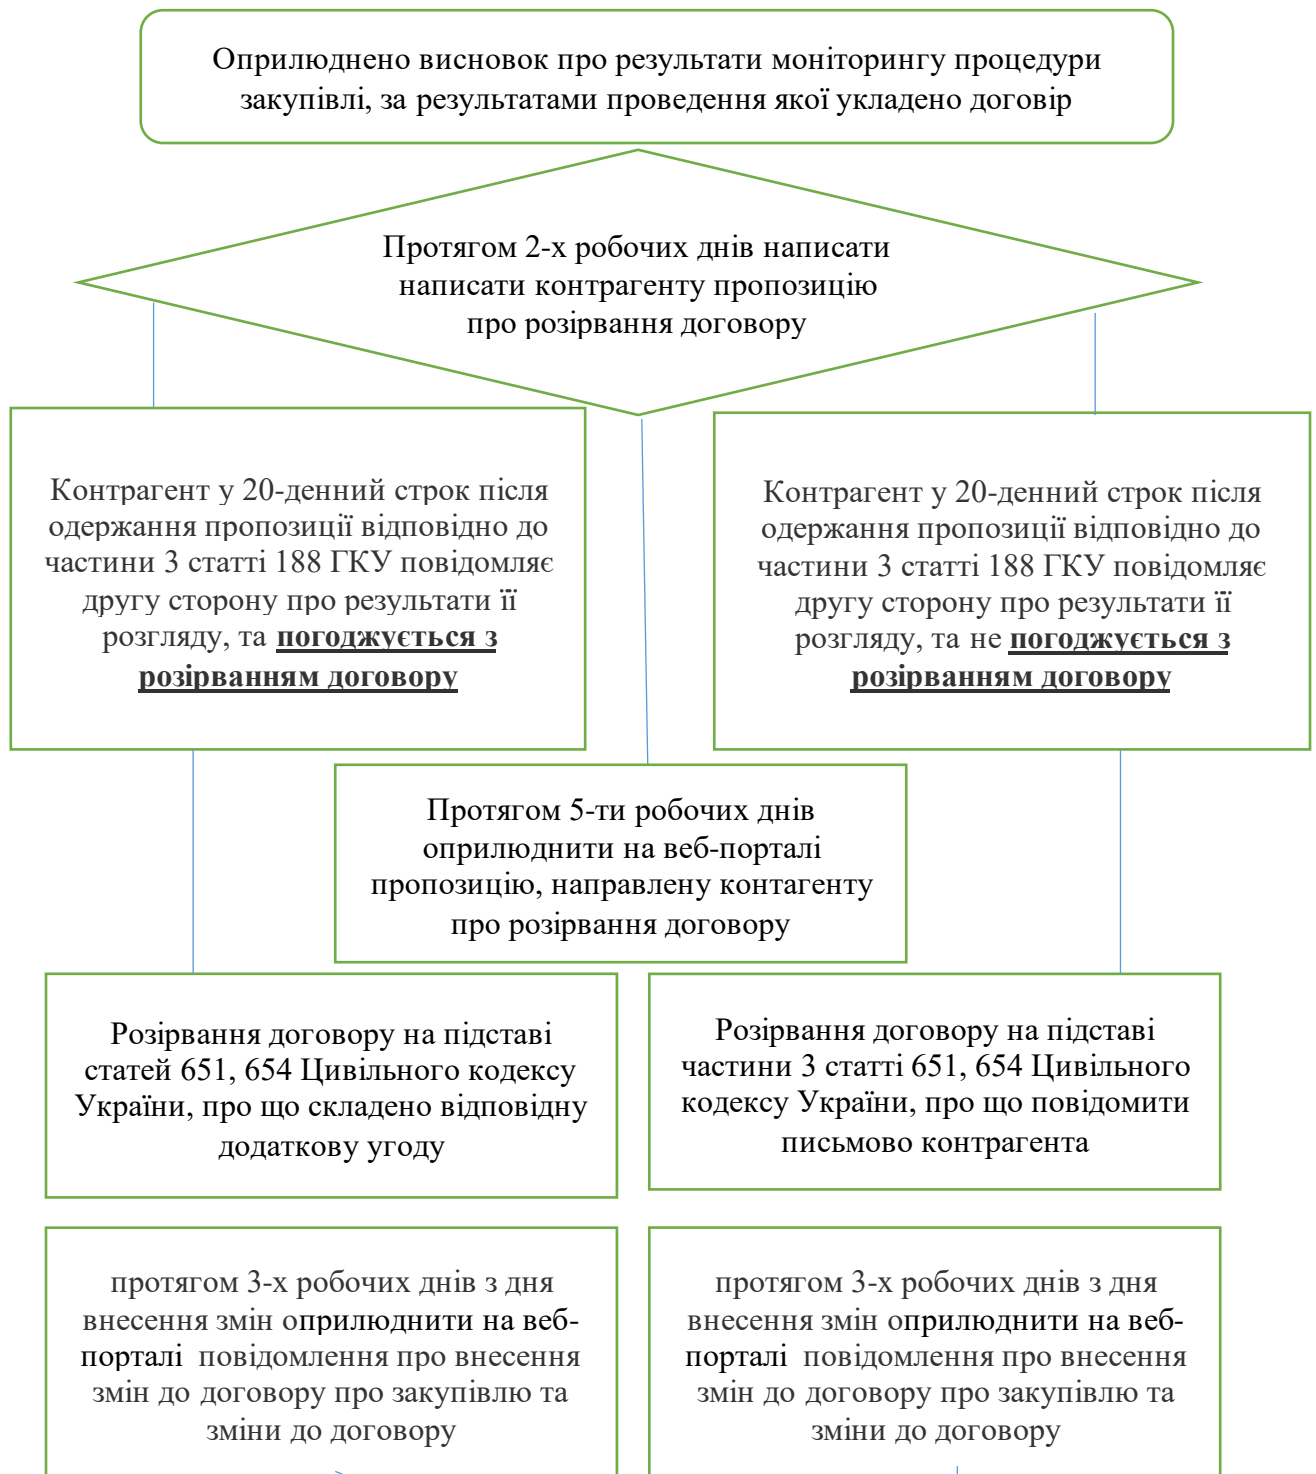 Оприлюднено висновок про результати моніторингу процедури
закупівлі, за результатами проведення якої укладено договір
Протягом 2-х робочих днів написати
написати контрагенту пропозицію
про розірвання договору
Контрагент у 20-денний строк після
одержання пропозиції відповідно до
частини 3 статті 188 ГКУ повідомляє
другу сторону про результати її
розгляду, та погоджується з
розірванням договору
Контрагент у 20-денний строк після
одержання пропозиції відповідно до
частини 3 статті 188 ГКУ повідомляє
другу сторону про результати її
розгляду, та не погоджується з
розірванням договору
Протягом 5-ти робочих днів
оприлюднити на веб-порталі
пропозицію, направлену контагенту
про розірвання договору
Розірвання договору на підставі
статей 651, 654 Цивільного кодексу
України, про що складено відповідну
додаткову угоду
Розірвання договору на підставі
частини 3 статті 651, 654 Цивільного
кодексу України, про що повідомити
письмово контрагента
протягом 3-х робочих днів з дня
внесення змін оприлюднити на веб-
порталі повідомлення про внесення
змін до договору про закупівлю та
зміни до договору
протягом 3-х робочих днів з дня
внесення змін оприлюднити на веб-
порталі повідомлення про внесення
змін до договору про закупівлю та
зміни до договору